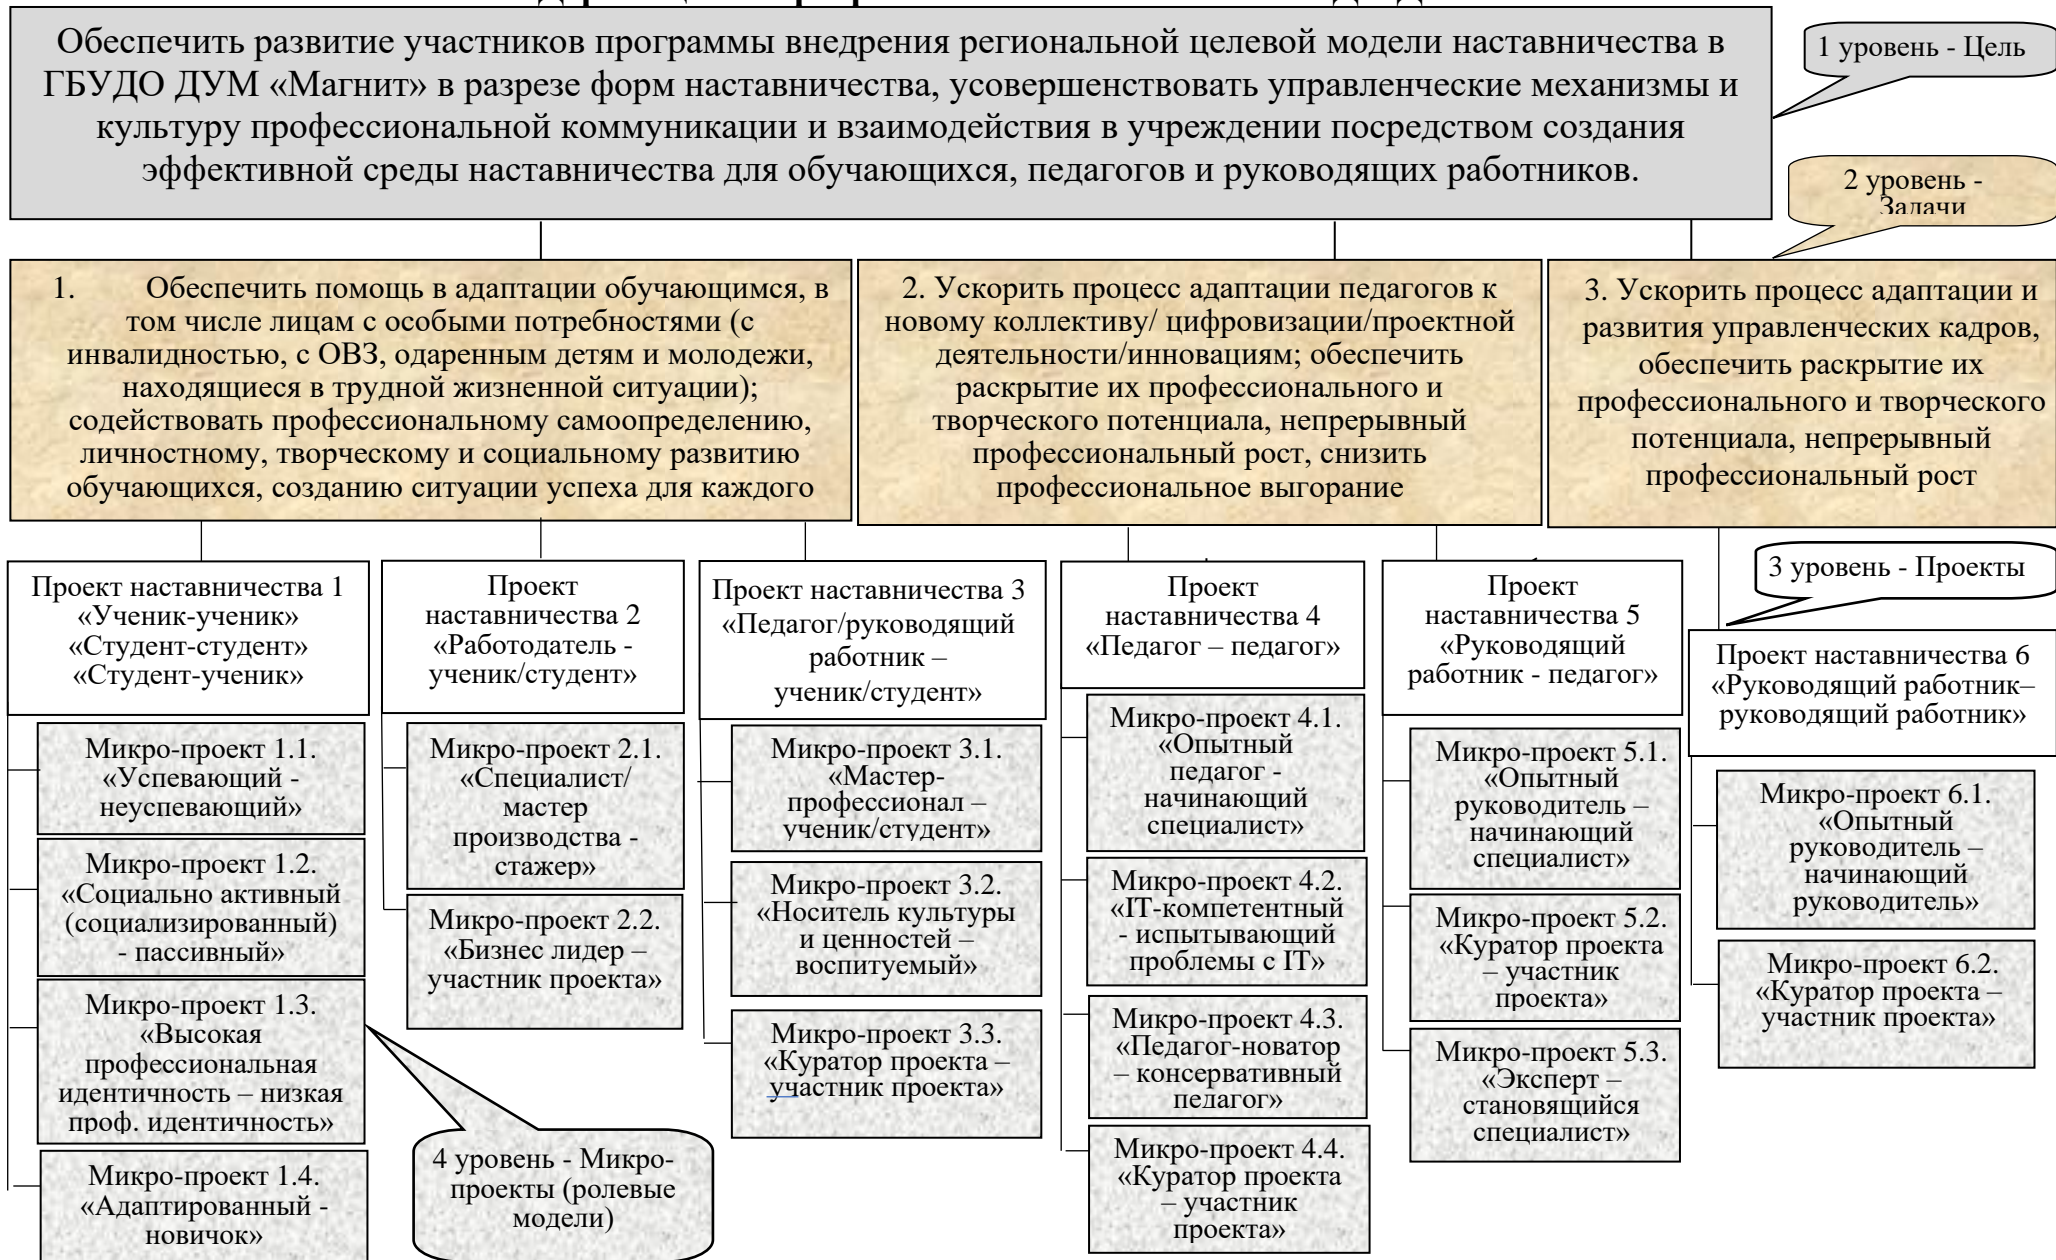 Обеспечить развитие участников программы внедрения региональной целевой модели наставничества в
ГБУДО ДУМ «Магнит» в разрезе форм наставничества, усовершенствовать управленческие механизмы и
культуру профессиональной коммуникации и взаимодействия в учреждении посредством создания
эффективной среды наставничества для обучающихся, педагогов и руководящих работников.
1 уровень - Цель
2 уровень -
Задачи
1. Обеспечить помощь в адаптации обучающимся, в
том числе лицам с особыми потребностями (с
инвалидностью, с ОВЗ, одаренным детям и молодежи,
находящиеся в трудной жизненной ситуации);
содействовать профессиональному самоопределению,
личностному, творческому и социальному развитию
обучающихся, созданию ситуации успеха для каждого
2. Ускорить процесс адаптации педагогов к
новому коллективу/ цифровизации/проектной
деятельности/инновациям; обеспечить
раскрытие их профессионального и
творческого потенциала, непрерывный
профессиональный рост, снизить
профессиональное выгорание
3. Ускорить процесс адаптации и
развития управленческих кадров,
обеспечить раскрытие их
профессионального и творческого
потенциала, непрерывный
профессиональный рост
3 уровень - Проекты
Проект наставничества 1
«Ученик-ученик»
«Студент-студент»
«Студент-ученик»
Микро-проект 1.1.
«Успевающий -
неуспевающий»
Микро-проект 1.2.
«Социально активный
(социализированный)
- пассивный»
Микро-проект 1.3.
«Высокая
профессиональная
идентичность – низкая
проф. идентичность»
Микро-проект 1.4.
«Адаптированный -
новичок»
4 уровень - Микро-
проекты (ролевые
модели)
Проект
наставничества 2
«Работодатель -
ученик/студент»
Микро-проект 2.1.
«Специалист/
мастер
производства -
стажер»
Микро-проект 2.2.
«Бизнес лидер –
участник проекта»
Проект наставничества 3
«Педагог/руководящий
работник –
ученик/студент»
Микро-проект 3.1.
«Мастер-
профессионал –
ученик/студент»
Микро-проект 3.2.
«Носитель культуры
и ценностей –
воспитуемый»
Микро-проект 3.3.
«Куратор проекта –
участник проекта»
Проект
наставничества 4
«Педагог – педагог»
Микро-проект 4.1.
«Опытный
педагог -
начинающий
специалист»
Микро-проект 4.2.
«IT-компетентный
- испытывающий
проблемы с IT»
Микро-проект 4.3.
«Педагог-новатор
– консервативный
педагог»
Микро-проект 4.4.
«Куратор проекта
– участник
проекта»
Проект
наставничества 5
«Руководящий
работник - педагог»
Микро-проект 5.1.
«Опытный
руководитель –
начинающий
специалист»
Микро-проект 5.2.
«Куратор проекта
– участник
проекта»
Микро-проект 5.3.
«Эксперт –
становящийся
специалист»
Проект наставничества 6
«Руководящий работник–
руководящий работник»
Микро-проект 6.1.
«Опытный
руководитель –
начинающий
руководитель»
Микро-проект 6.2.
«Куратор проекта –
участник проекта»